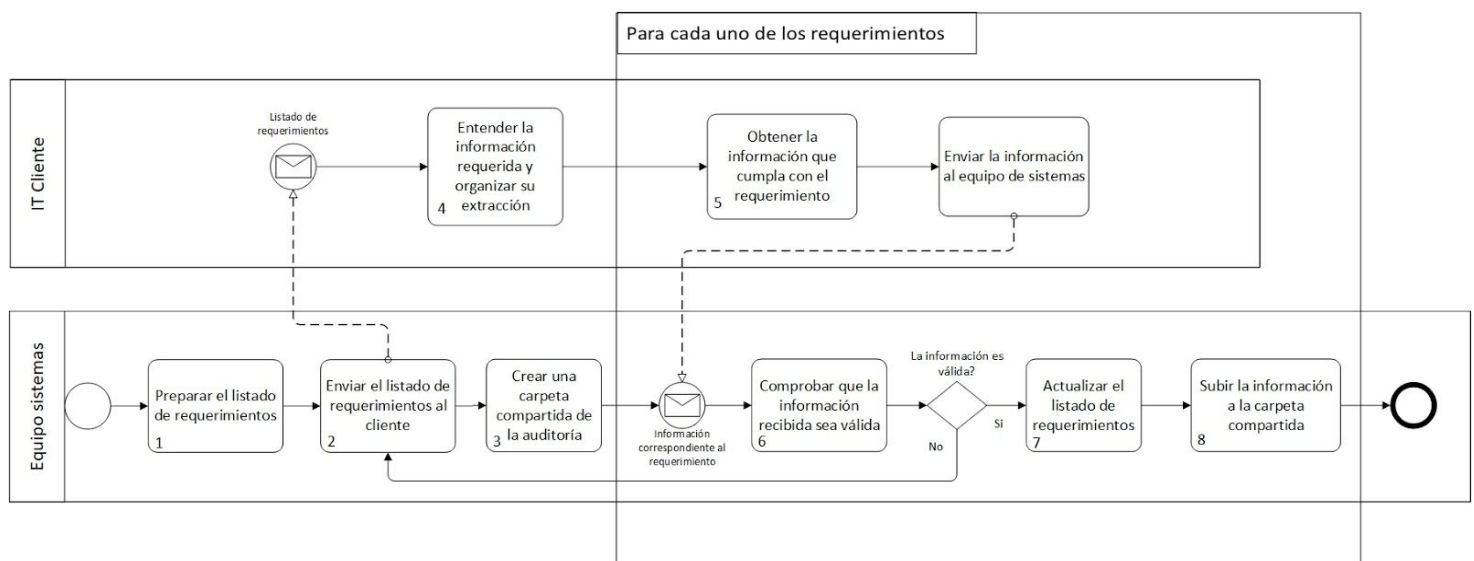 Para cada uno de los requerimientos
IT Cliente
Listado de
requerimientos
Entender la
información
requerida y
organizar su
extracción
4
Obtener la
información que
cumpla con el
requerimiento
5
Enviar la información
al equipo de sistemas
Equipo sistemas
Preparar el listado
de requerimientos
1
Enviar el listado de
requerimientos al
cliente
2
Crear una
carpeta
compartida de
la auditoría
3
Información
correspondiente al
requerimiento
Comprobar que la
información
recibida sea válida
6
La información es
válida?
Si
No
Actualizar el
listado de
requerimientos
7
Subir la información
a la carpeta
compartida
8